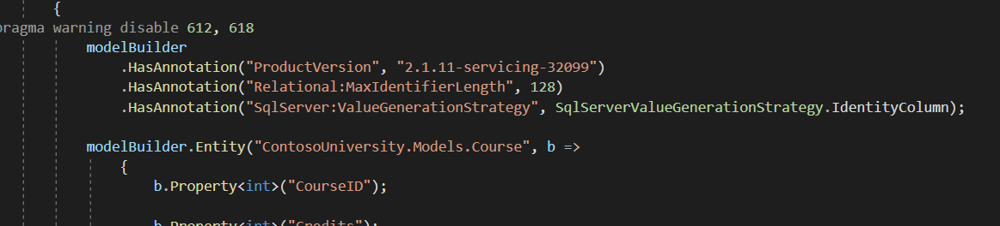 {
pragma warning disable 612, 618
modelBuilder
.HasAnnotation("ProductVersion", "2.1.11-servicing-32099")
.HasAnnotation("Relational:MaxIdentifierLength", 128)
.HasAnnotation("SqlServer:ValueGenerationStrategy", SqlServerValueGenerationStrategy.IdentityColumn);
modelBuilder.Entity("ContosoUniversity.Models.Course", b =>
{
b.Property<int>("CourseID");
b.Property<int>("Credits");